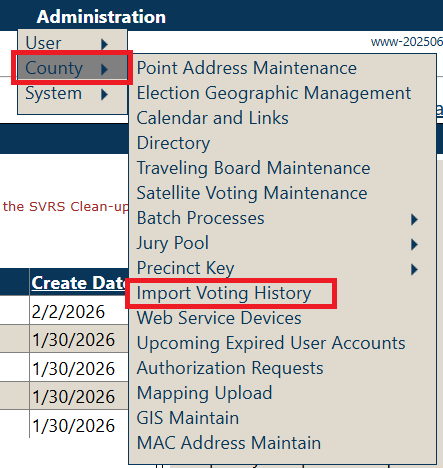 Administration
User
www-202506
County
Point Address Maintenance
System
Election Geographic Management
Calendar and Links
Directory
Traveling Board Maintenance
Satellite Voting Maintenance
the SVRS Clean-up
Batch Processes
Jury Pool
Precinct Key
Create Date
Import Voting History
2/2/2026
Web Service Devices
1/30/2026
Upcoming Expired User Accounts
1/30/2026
Authorization Requests
1/30/2026
Mapping Upload
GIS Maintain
1/30/2026
MAC Address Maintain